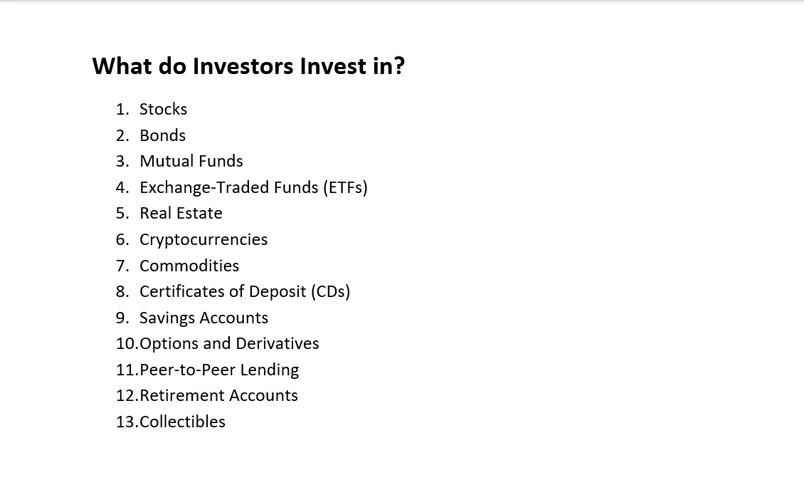 What do Investors Invest in?
1. Stocks
2. Bonds
3. Mutual Funds
4. Exchange-Traded Funds (ETFs)
5. Real Estate
6. Cryptocurrencies
7. Commodities
8. Certificates of Deposit (CDs)
9. Savings Accounts
10.Options and Derivatives
11.Peer-to-Peer Lending
12.Retirement Accounts
13.Collectibles